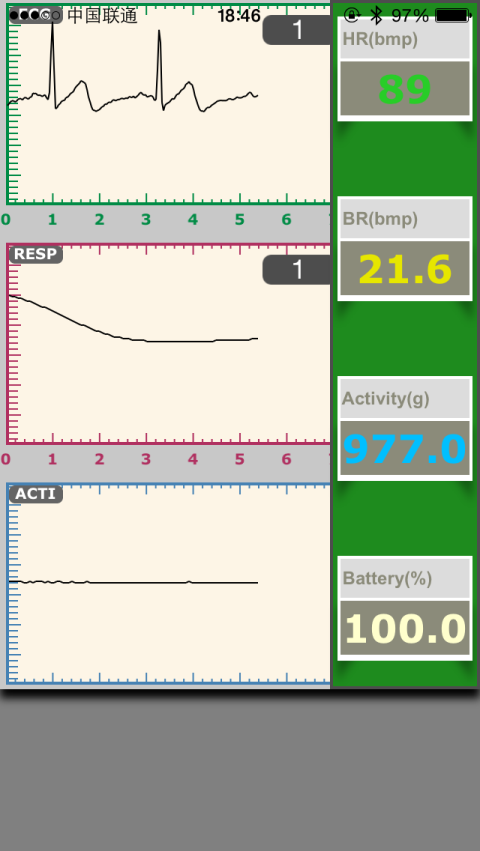 中国联通 18:46 97%
1
HR(bmp)
89
0 1 2 3 4 5 6
BR(bmp)
21.6
RESP
1
0 1 2 3 4 5 6
Activity(g)
977.0
ACTI
Battery(%)
100.0